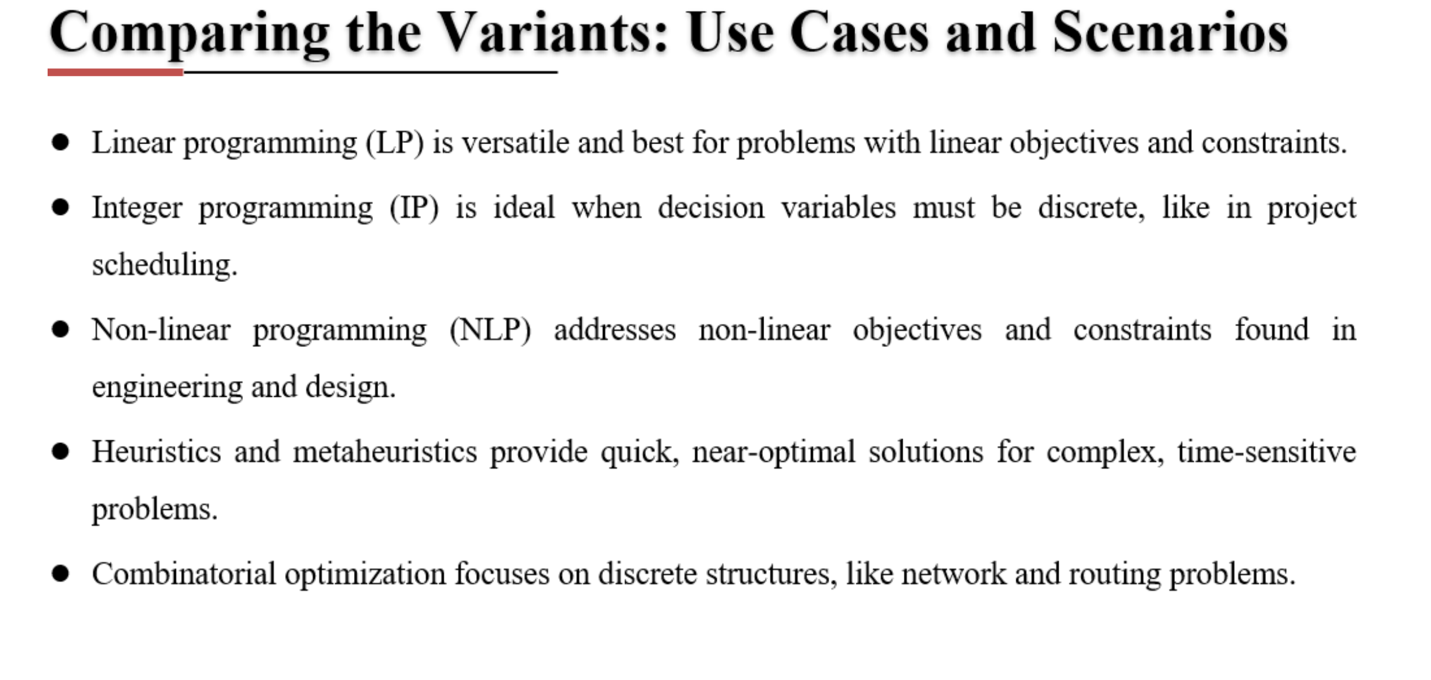 Comparing the Variants: Use Cases and Scenarios
● Linear programming (LP) is versatile and best for problems with linear objectives and constraints.
● Integer programming (IP) is ideal when decision variables must be discrete, like in project
scheduling.
● Non-linear programming (NLP) addresses non-linear objectives and constraints found in
engineering and design.
● Heuristics and metaheuristics provide quick, near-optimal solutions for complex, time-sensitive
problems.
● Combinatorial optimization focuses on discrete structures, like network and routing problems.